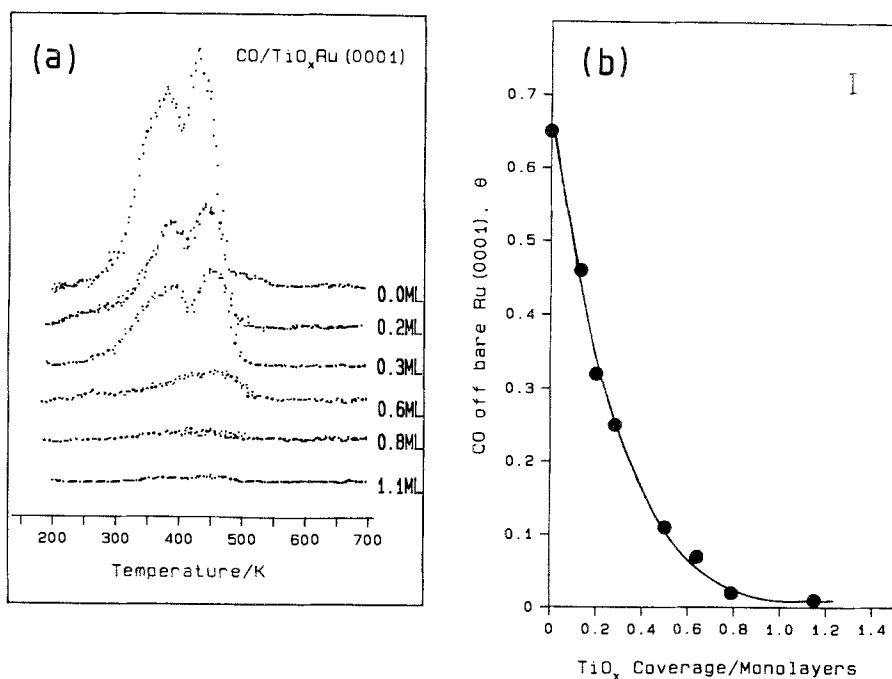 (a)
CO/TiOxRu(0001)
0.0ML
0.2ML
0.3ML
0.6ML
0.8ML
1.1ML
200 300 400 500 600 700
Temperature/K
(b)
0.7
0.6
0.5
0.4
0.3
0.2
0.1
0
CO off bare Ru(0001), θ
0 0.2 0.4 0.6 0.8 1.0 1.2 1.4
TiOx Coverage/Monolayers